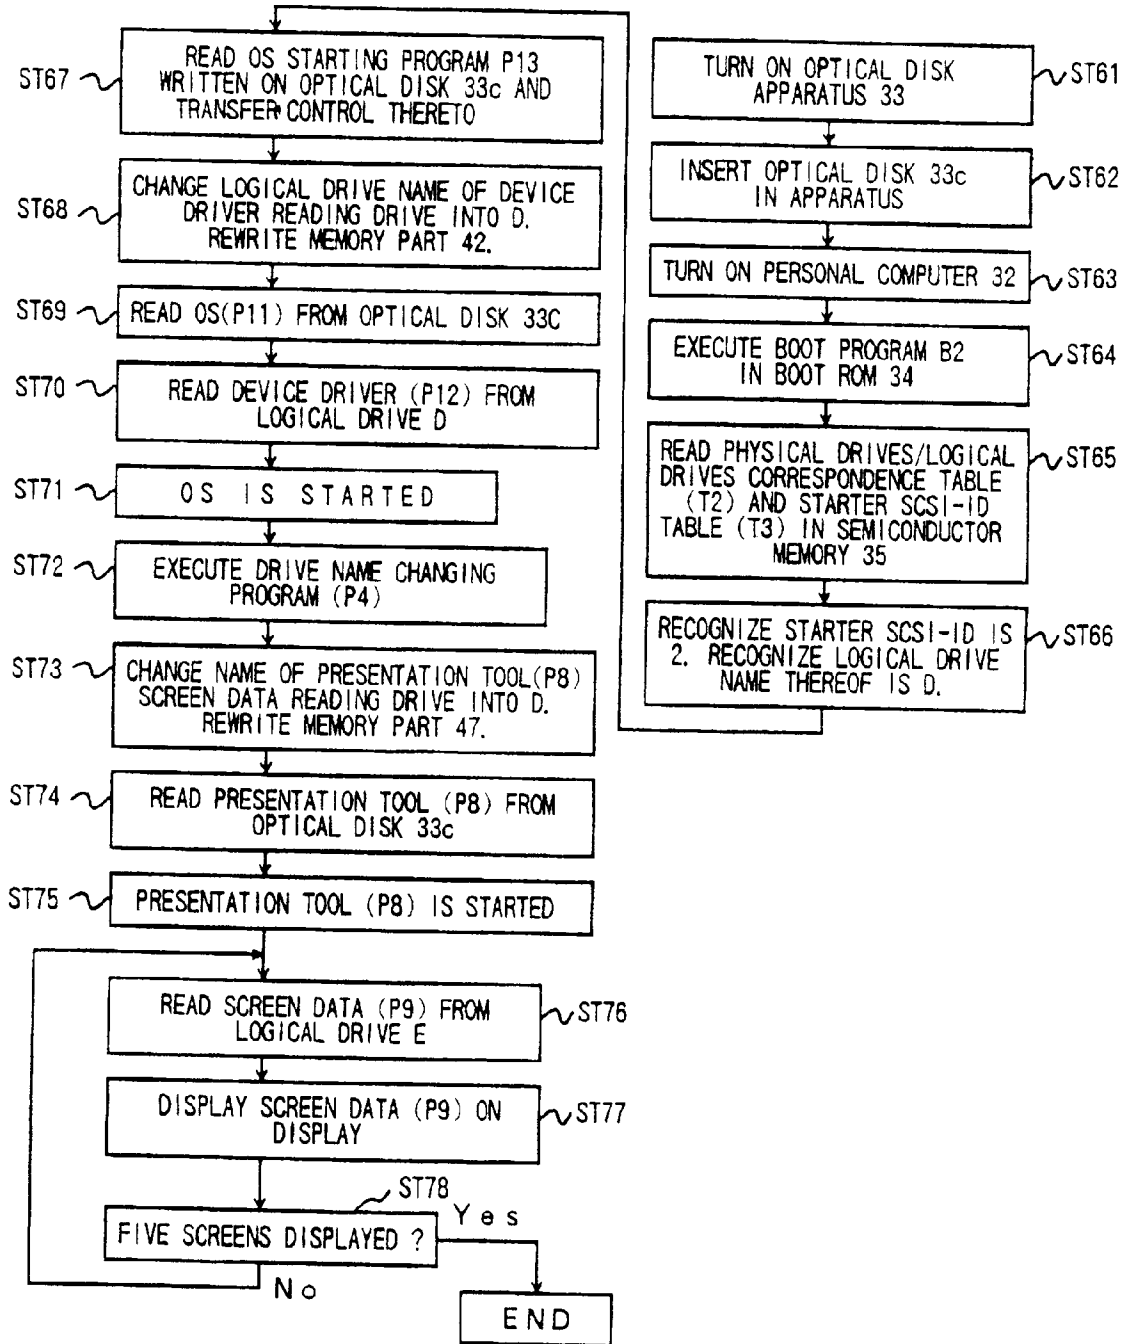 ST61
TURN ON OPTICAL DISK
APPARATUS 33
ST62
INSERT OPTICAL DISK 33c
IN APPARATUS
ST63
TURN ON PERSONAL COMPUTER 32
ST64
EXECUTE BOOT PROGRAM B2
IN BOOT ROM 34
ST65
READ PHYSICAL DRIVES/LOGICAL
DRIVES CORRESPONDENCE TABLE
(T2) AND STARTER SCSI-ID
TABLE (T3) IN SEMICONDUCTOR
MEMORY 35
ST66
RECOGNIZE STARTER SCSI-ID IS
2. RECOGNIZE LOGICAL DRIVE
NAME THEREOF IS D.
ST67
READ OS STARTING PROGRAM P13
WRITTEN ON OPTICAL DISK 33c AND
TRANSFER CONTROL THERETO
ST68
CHANGE LOGICAL DRIVE NAME OF DEVICE
DRIVER READING DRIVE INTO D.
REWRITE MEMORY PART 42.
ST69
READ OS(P11) FROM OPTICAL DISK 33C
ST70
READ DEVICE DRIVER (P12) FROM
LOGICAL DRIVE D
ST71
OS IS STARTED
ST72
EXECUTE DRIVE NAME CHANGING
PROGRAM (P4)
ST73
CHANGE NAME OF PRESENTATION TOOL(P8)
SCREEN DATA READING DRIVE INTO D.
REWRITE MEMORY PART 47.
ST74
READ PRESENTATION TOOL (P8) FROM
OPTICAL DISK 33c
ST75
PRESENTATION TOOL (P8) IS STARTED
READ SCREEN DATA (P9) FROM
LOGICAL DRIVE E
ST76
DISPLAY SCREEN DATA (P9) ON
DISPLAY
ST77
ST78
FIVE SCREENS DISPLAYED ?
Yes
No
END